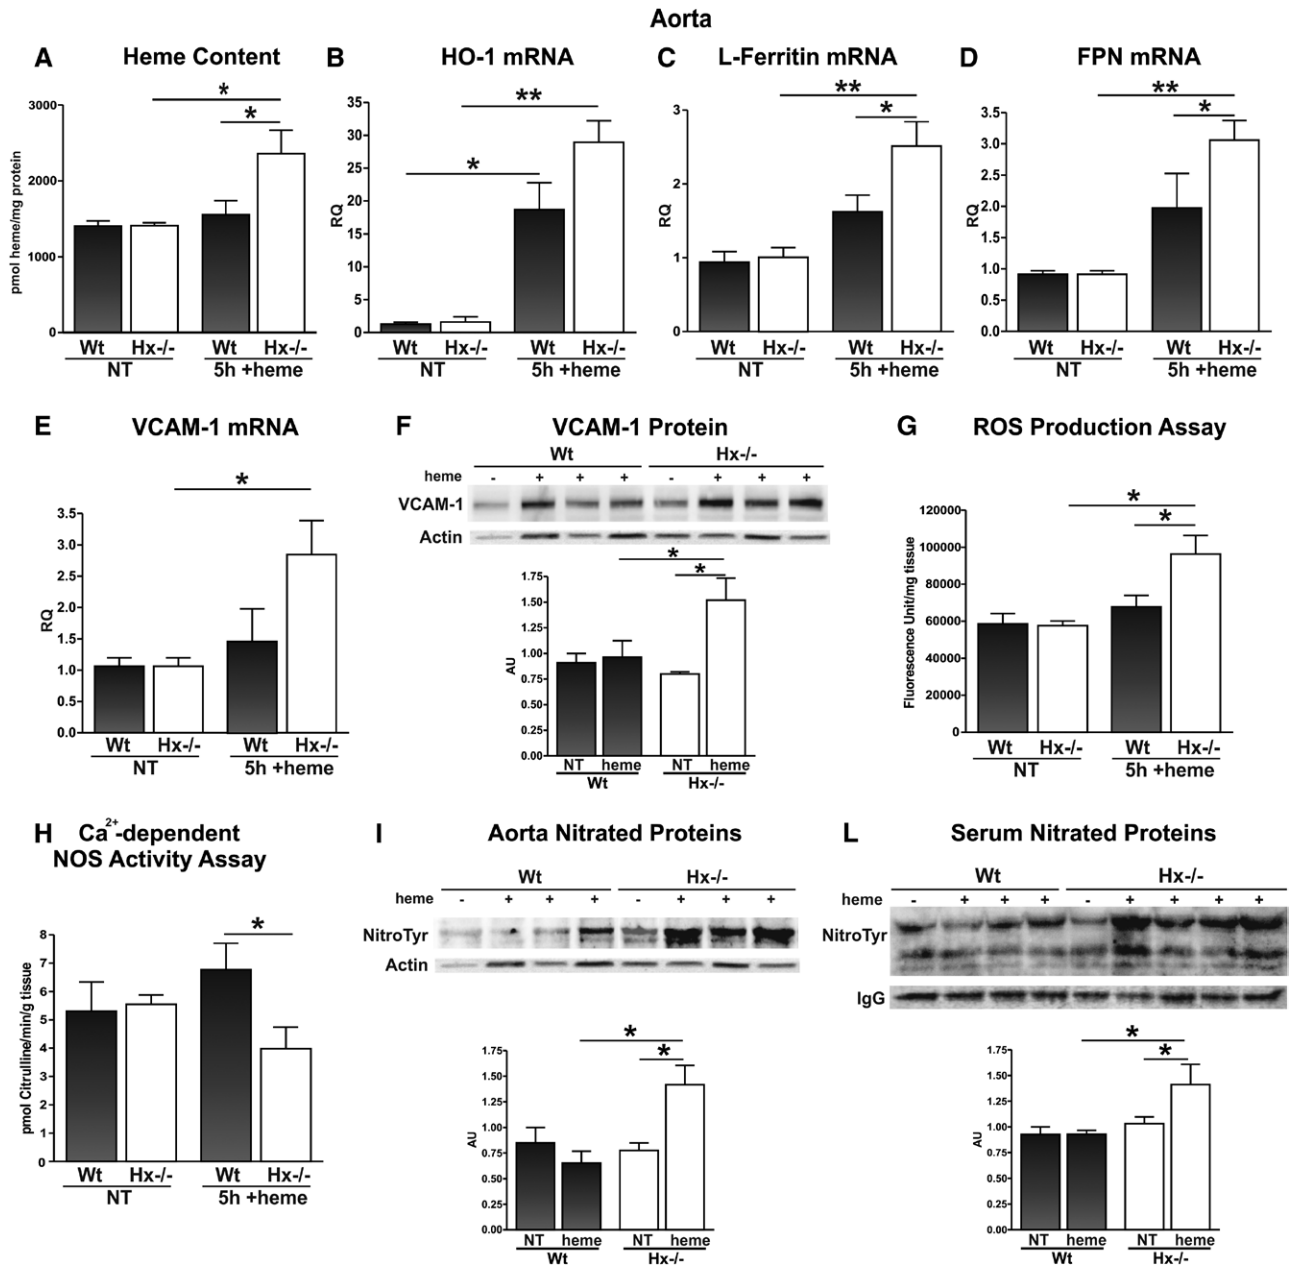 Aorta
A Heme Content
3000
2000
1000
0
pmol heme/mg protein
* *
Wt Hx-/- Wt Hx-/-
NT 5h +heme
B HO-1 mRNA
35
30
25
20
15
10
5
0
RQ
** *
Wt Hx-/- Wt Hx-/-
NT 5h +heme
C L-Ferritin mRNA
3
2
1
0
RQ
** *
Wt Hx-/- Wt Hx-/-
NT 5h +heme
D FPN mRNA
3.5
3.0
2.5
2.0
1.5
1.0
0.5
0.0
RQ
** *
Wt Hx-/- Wt Hx-/-
NT 5h +heme
E VCAM-1 mRNA
3.5
3.0
2.5
2.0
1.5
1.0
0.5
0.0
RQ
*
Wt Hx-/- Wt Hx-/-
NT 5h +heme
F VCAM-1 Protein
Wt Hx-/-
heme - + + + - + + +
VCAM-1
Actin
1.75
1.50
1.25
1.00
0.75
0.50
0.25
0.00
AU
* *
NT heme NT heme
Wt Hx-/-
G ROS Production Assay
120000
100000
80000
60000
40000
20000
0
Fluorescence Unit/mg tissue
* *
Wt Hx-/- Wt Hx-/-
NT 5h +heme
H Ca2+-dependent
NOS Activity Assay
8
7
6
5
4
3
2
1
0
pmol Citrulline/min/g tissue
*
Wt Hx-/- Wt Hx-/-
NT 5h +heme
I Aorta Nitrated Proteins
Wt Hx-/-
heme - + + + - + + +
NitroTyr
Actin
1.75
1.50
1.25
1.00
0.75
0.50
0.25
0.00
AU
* *
NT heme NT heme
Wt Hx-/-
L Serum Nitrated Proteins
Wt Hx-/-
heme - + + + - + + + +
NitroTyr
IgG
1.75
1.50
1.25
1.00
0.75
0.50
0.25
0.00
AU
* *
NT heme NT heme
Wt Hx-/-